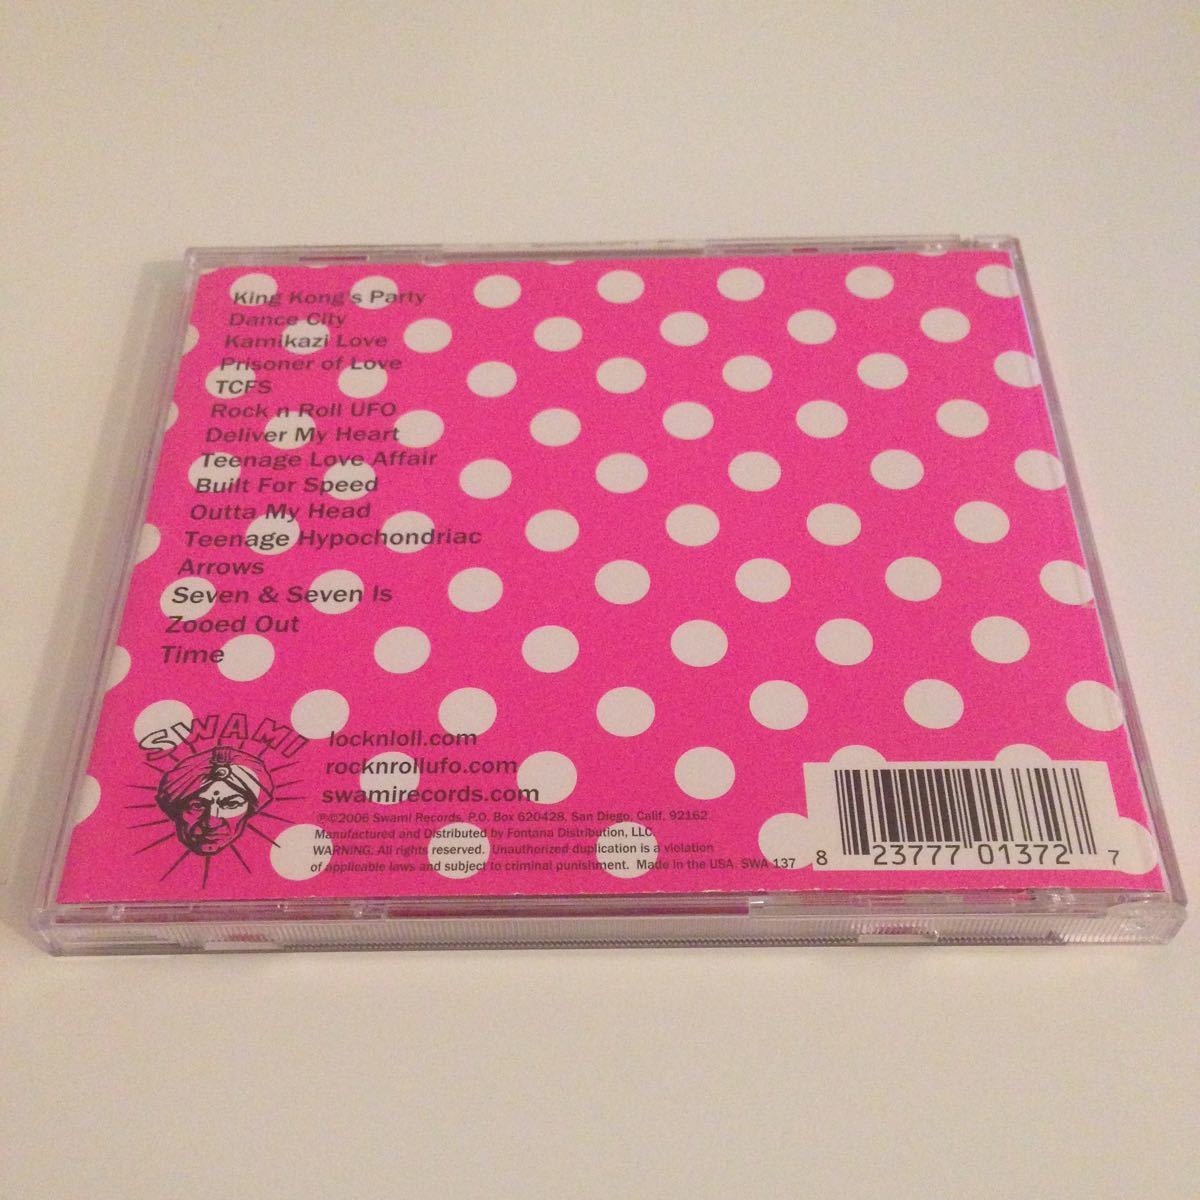 King Kong's Party
Dance City
Kamikazi Love
Prisoner of Love
TCFS
Rock n Roll UFO
Deliver My Heart
Teenage Love Affair
Built For Speed
Outta My Head
Teenage Hypochondriac
Arrows
Seven & Seven Is
Zooed Out
Time
SWAMI
locknloll.com
rocknrollufo.com
swamirecords.com
℗©2006 Swami Records, P.O. Box 620428, San Diego, Calif. 92162
Manufactured and Distributed by Fontana Distribution, LLC.
WARNING: All rights reserved. Unauthorized duplication is a violation
of applicable laws and subject to criminal punishment. Made in the USA. SWA 137
8 23777 01372 7